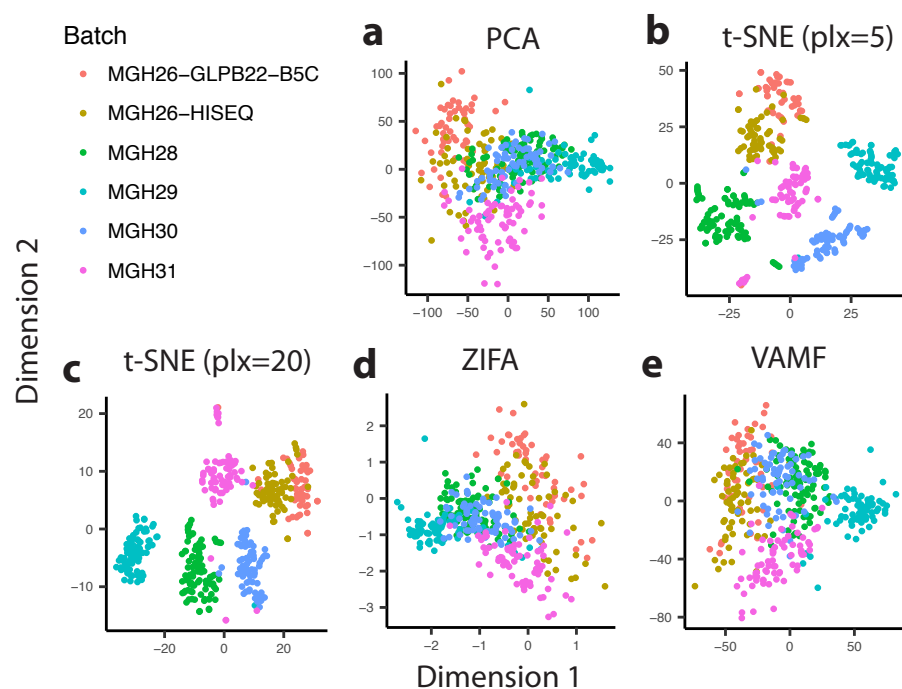 Batch
MGH26−GLPB22−B5C
MGH26−HISEQ
MGH28
MGH29
MGH30
MGH31
Dimension 2
a
PCA
100
50
0
−50
−100
−100 −50 0 50 100
b
t-SNE (plx=5)
50
25
0
−25
−25 0 25
c
t-SNE (plx=20)
20
10
0
−10
−20 0 20
d
ZIFA
2
1
0
−1
−2
−3
−2 −1 0 1
e
VAMF
40
0
−40
−80
−50 0 50
Dimension 1